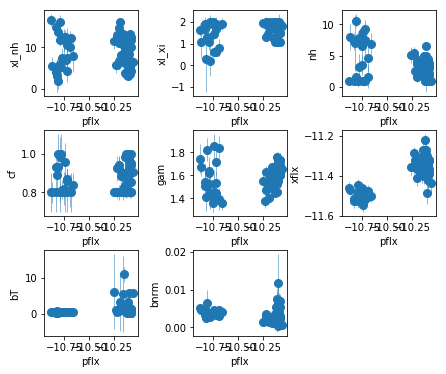 xl_nh
10
0
−10.75 −10.50 −10.25
pflx
xl_xi
2
1
0
−1
−10.75 −10.50 −10.25
pflx
nh
10
5
0
−10.75 −10.50 −10.25
pflx
cf
1.0
0.8
−10.75 −10.50 −10.25
pflx
gam
1.8
1.6
1.4
−10.75 −10.50 −10.25
pflx
xflx
−11.2
−11.4
−11.6
−10.75 −10.50 −10.25
pflx
bT
10
0
−10.75 −10.50 −10.25
pflx
bnrm
0.02
0.01
0.00
−10.75 −10.50 −10.25
pflx